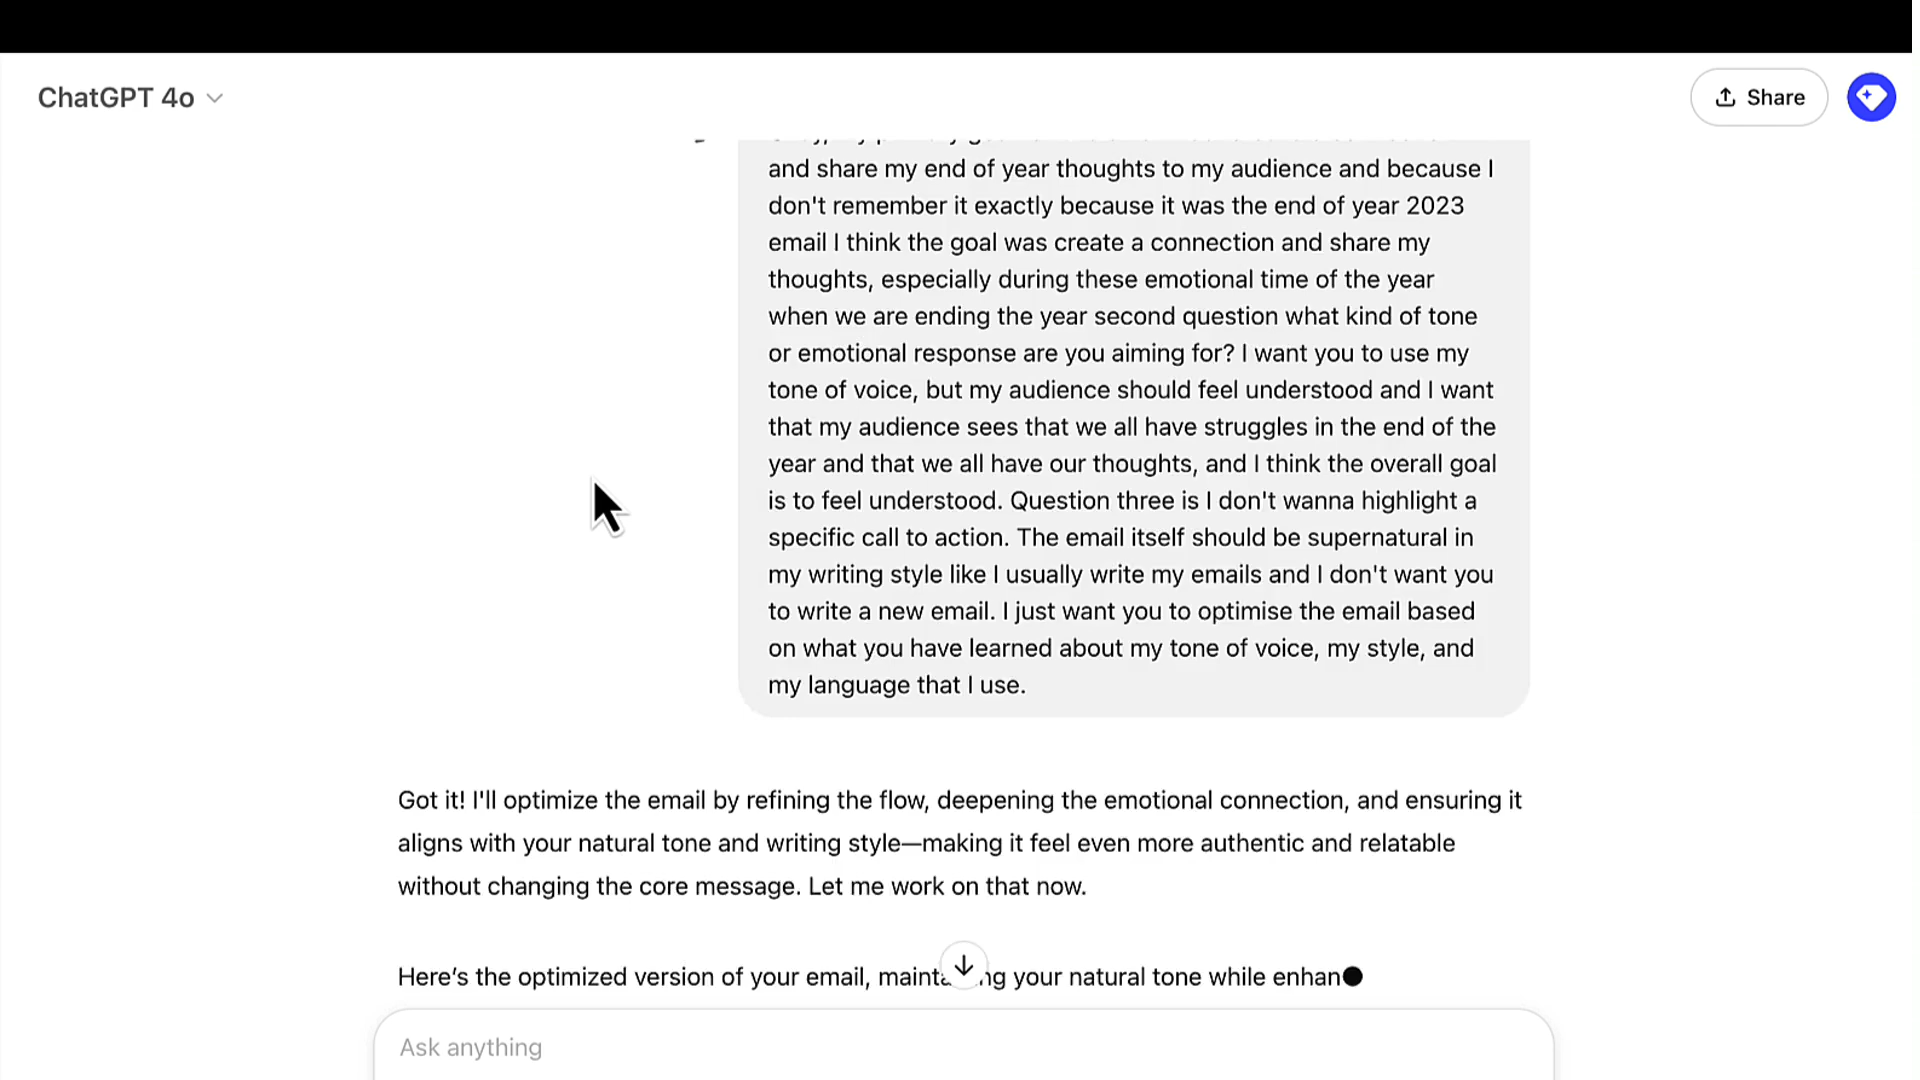 ChatGPT 4o
Share
and share my end of year thoughts to my audience and because I
don't remember it exactly because it was the end of year 2023
email I think the goal was create a connection and share my
thoughts, especially during these emotional time of the year
when we are ending the year second question what kind of tone
or emotional response are you aiming for? I want you to use my
tone of voice, but my audience should feel understood and I want
that my audience sees that we all have struggles in the end of the
year and that we all have our thoughts, and I think the overall goal
is to feel understood. Question three is I don't wanna highlight a
specific call to action. The email itself should be supernatural in
my writing style like I usually write my emails and I don't want you
to write a new email. I just want you to optimise the email based
on what you have learned about my tone of voice, my style, and
my language that I use.
Got it! I'll optimize the email by refining the flow, deepening the emotional connection, and ensuring it
aligns with your natural tone and writing style—making it feel even more authentic and relatable
without changing the core message. Let me work on that now.
Here's the optimized version of your email, your natural tone while enhan
Ask anything